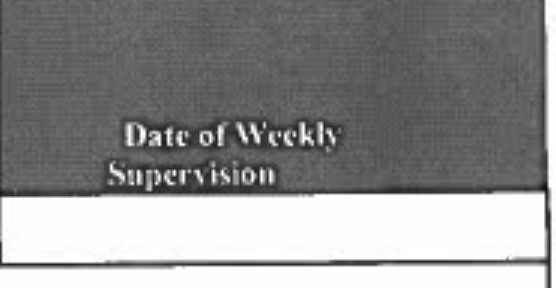 Date of Weekly
Supervision